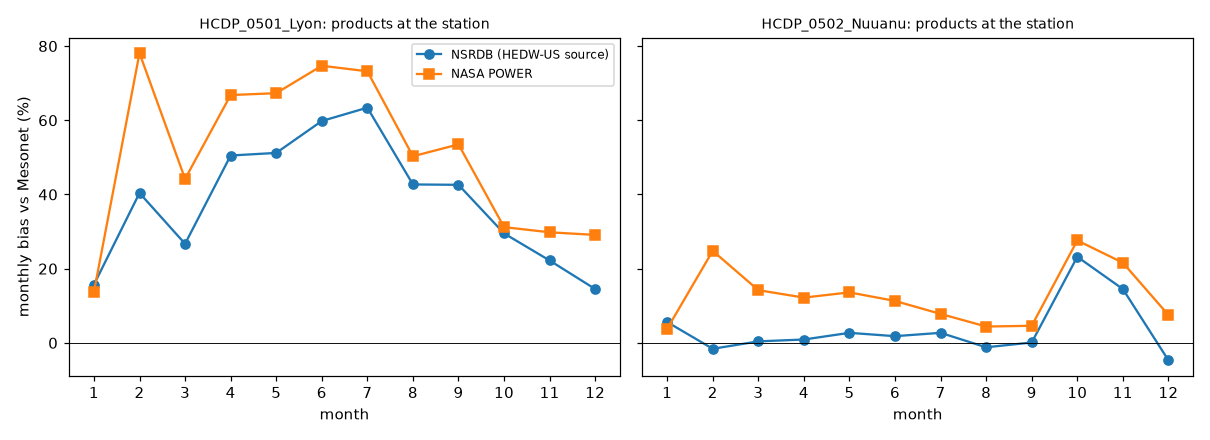 HCDP_0501_Lyon: products at the station
HCDP_0502_Nuuanu: products at the station
monthly bias vs Mesonet (%)
80
60
40
20
0
NSRDB (HEDW-US source)
NASA POWER
1 2 3 4 5 6 7 8 9 10 11 12
1 2 3 4 5 6 7 8 9 10 11 12
month
month